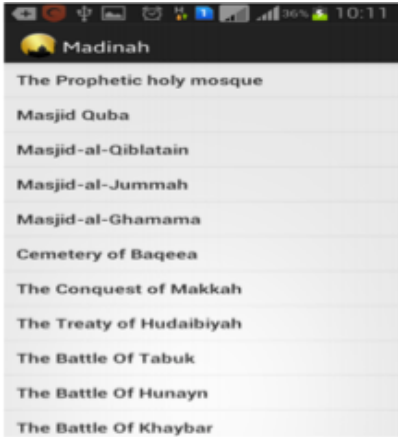 1 36% 10:11
Madinah
The Prophetic holy mosque
Masjid Quba
Masjid-al-Qiblatain
Masjid-al-Jummah
Masjid-al-Ghamama
Cemetery of Baqeea
The Conquest of Makkah
The Treaty of Hudaibiyah
The Battle Of Tabuk
The Battle Of Hunayn
The Battle Of Khaybar